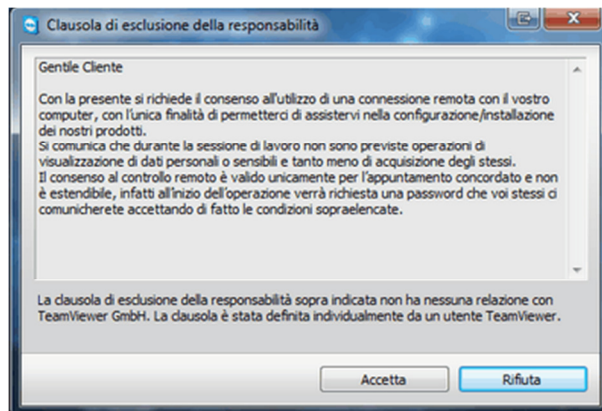 Clausola di esclusione della responsabilità
Gentile Cliente
Con la presente si richiede il consenso all'utilizzo di una connessione remota con il vostro
computer, con l'unica finalità di permetterci di assistervi nella configurazione/installazione
dei nostri prodotti.
Si comunica che durante la sessione di lavoro non sono previste operazioni di
visualizzazione di dati personali o sensibili e tanto meno di acquisizione degli stessi.
Il consenso al controllo remoto è valido unicamente per l'appuntamento concordato e non
è estendibile, infatti all'inizio dell'operazione verrà richiesta una password che voi stessi ci
comunicherete accettando di fatto le condizioni sopraelencate.
La clausola di esclusione della responsabilità sopra indicata non ha nessuna relazione con
TeamViewer GmbH. La clausola è stata definita individualmente da un utente TeamViewer.
Accetta
Rifiuta